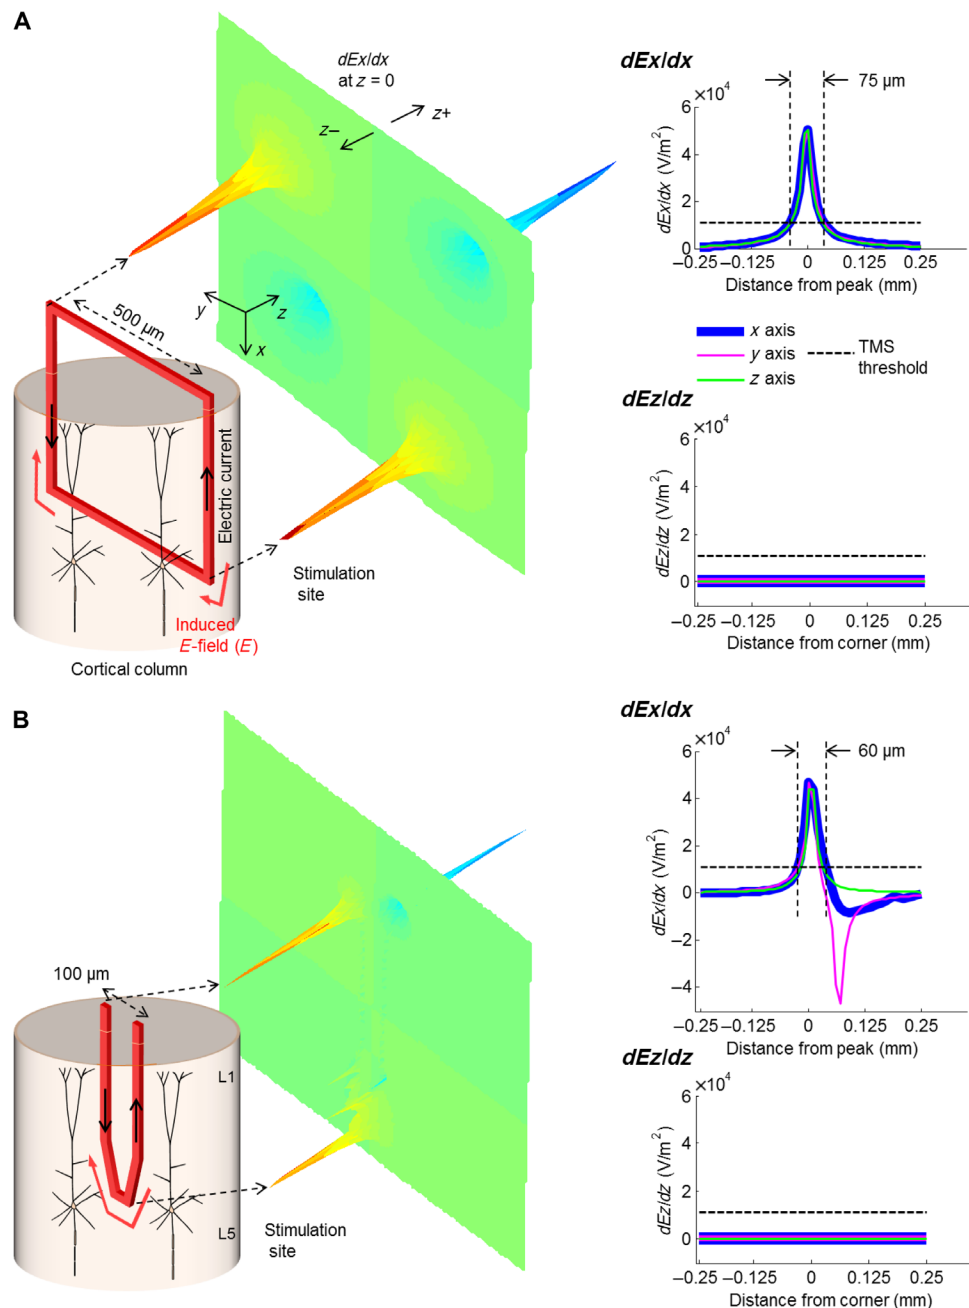 A
dEx/dx
at z = 0
z–
z+
500 µm
y
z
x
Electric current
Stimulation
site
Induced
E-field (E)
Cortical column
dEx/dx
75 µm
×10⁴
6
4
2
0
dEx/dx (V/m²)
–0.25 –0.125 0 0.125 0.25
Distance from peak (mm)
x axis
y axis
z axis
TMS
threshold
dEz/dz
×10⁴
6
4
2
0
dEz/dz (V/m²)
–0.25 –0.125 0 0.125 0.25
Distance from corner (mm)
B
100 µm
L1
L5
Stimulation
site
dEx/dx
60 µm
×10⁴
6
4
2
0
–2
–4
dEx/dx (V/m²)
–0.25 –0.125 0 0.125 0.25
Distance from peak (mm)
dEz/dz
×10⁴
6
4
2
0
dEz/dz (V/m²)
–0.25 –0.125 0 0.125 0.25
Distance from corner (mm)